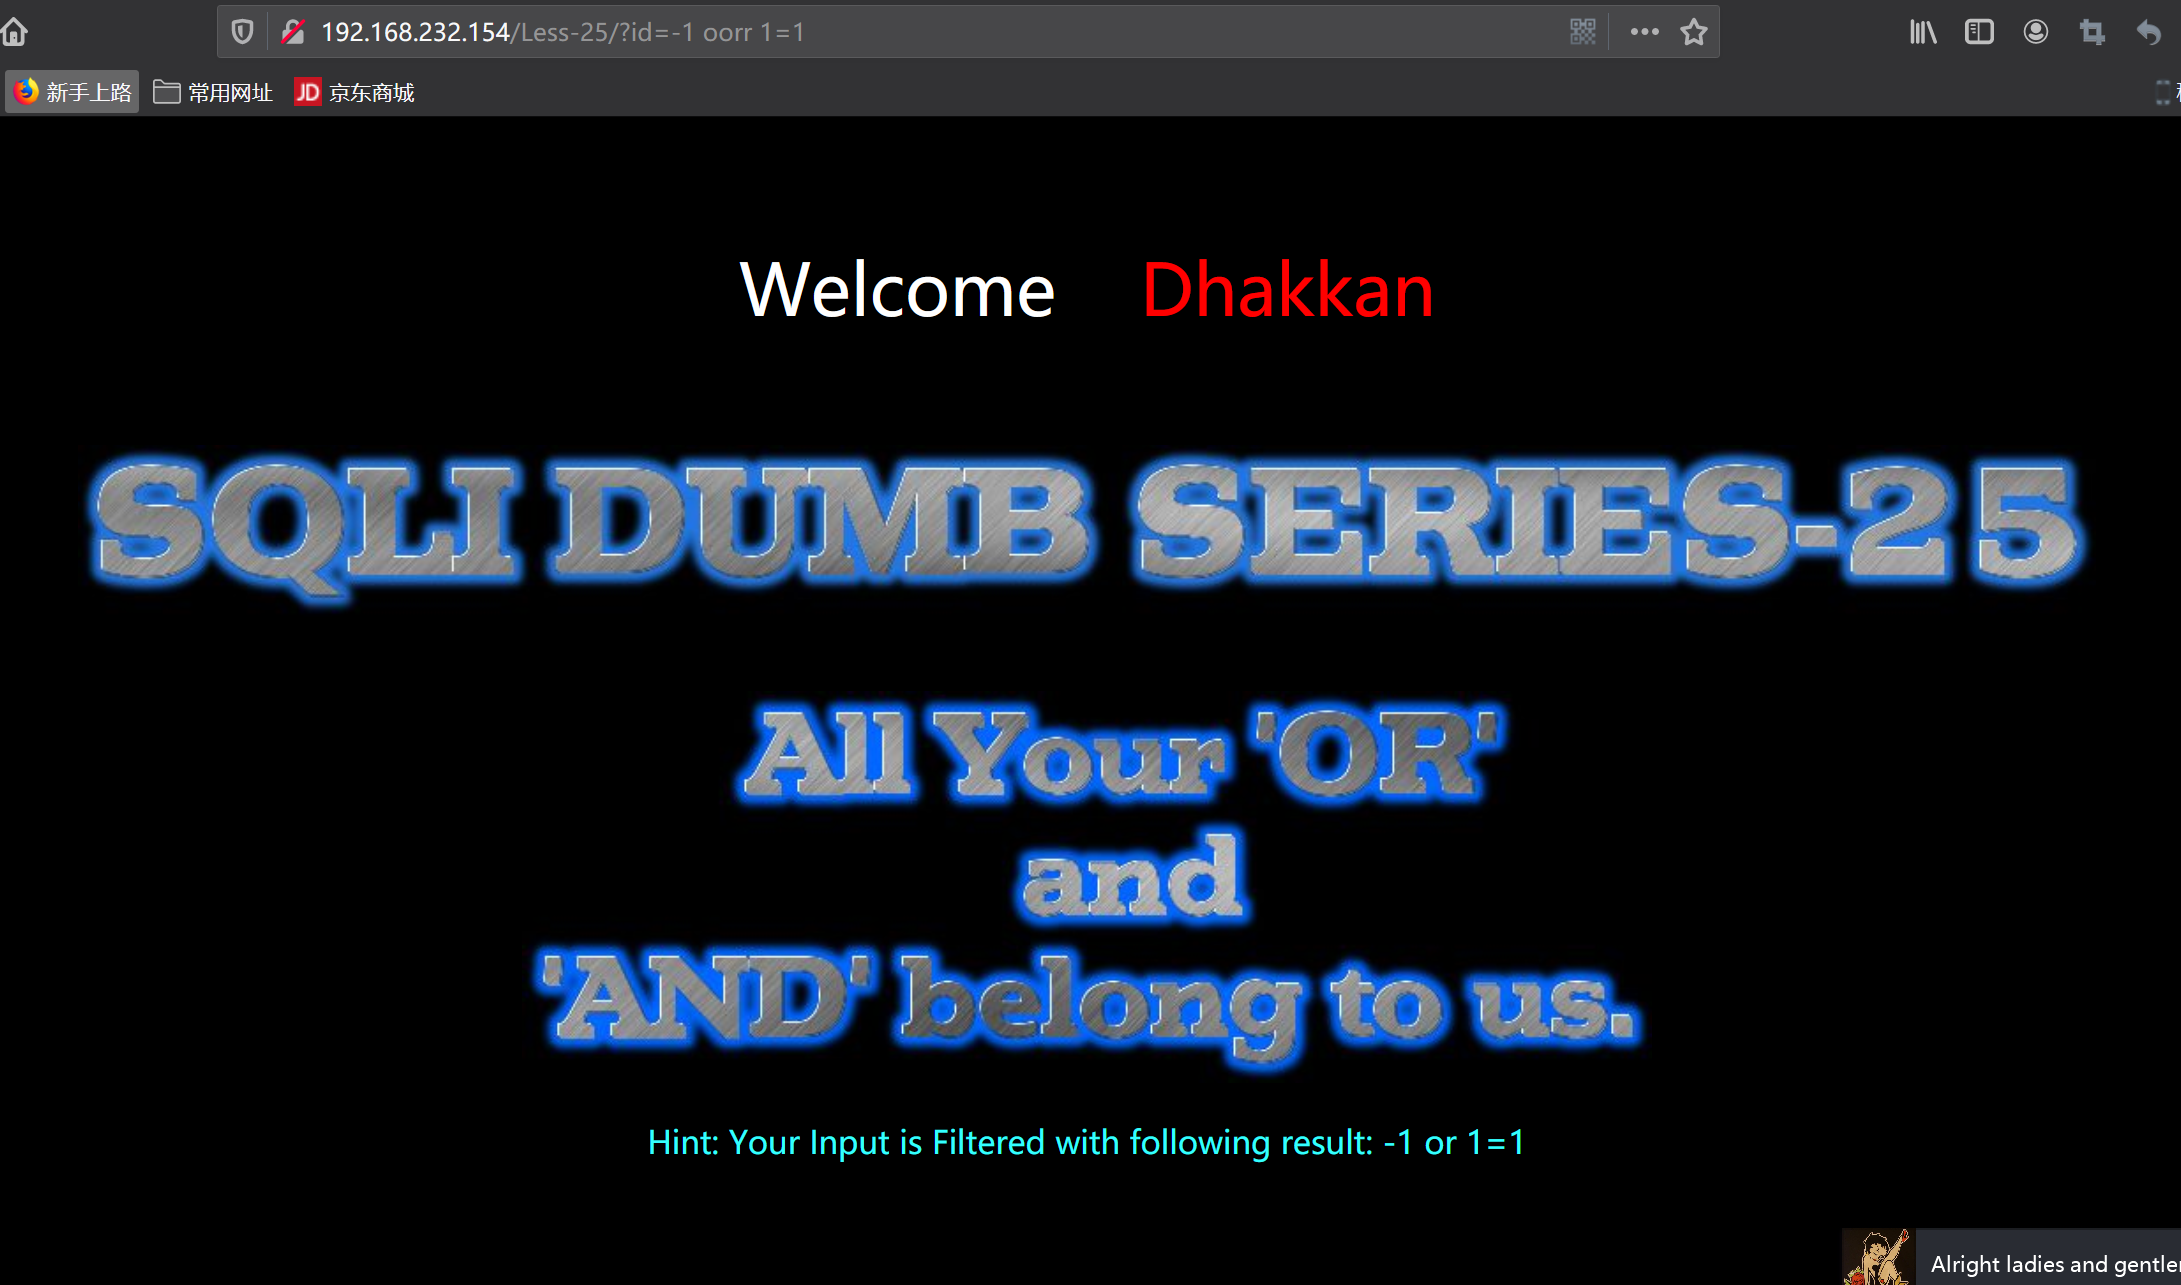 192.168.232.154/Less-25/?id=-1 oorr 1=1
新手上路 常用网址 JD 京东商城
Welcome Dhakkan
SQLI DUMB SERIES-25
All Your 'OR'
and
'AND' belong to us.
Hint: Your Input is Filtered with following result: -1 or 1=1
Alright ladies and gentle